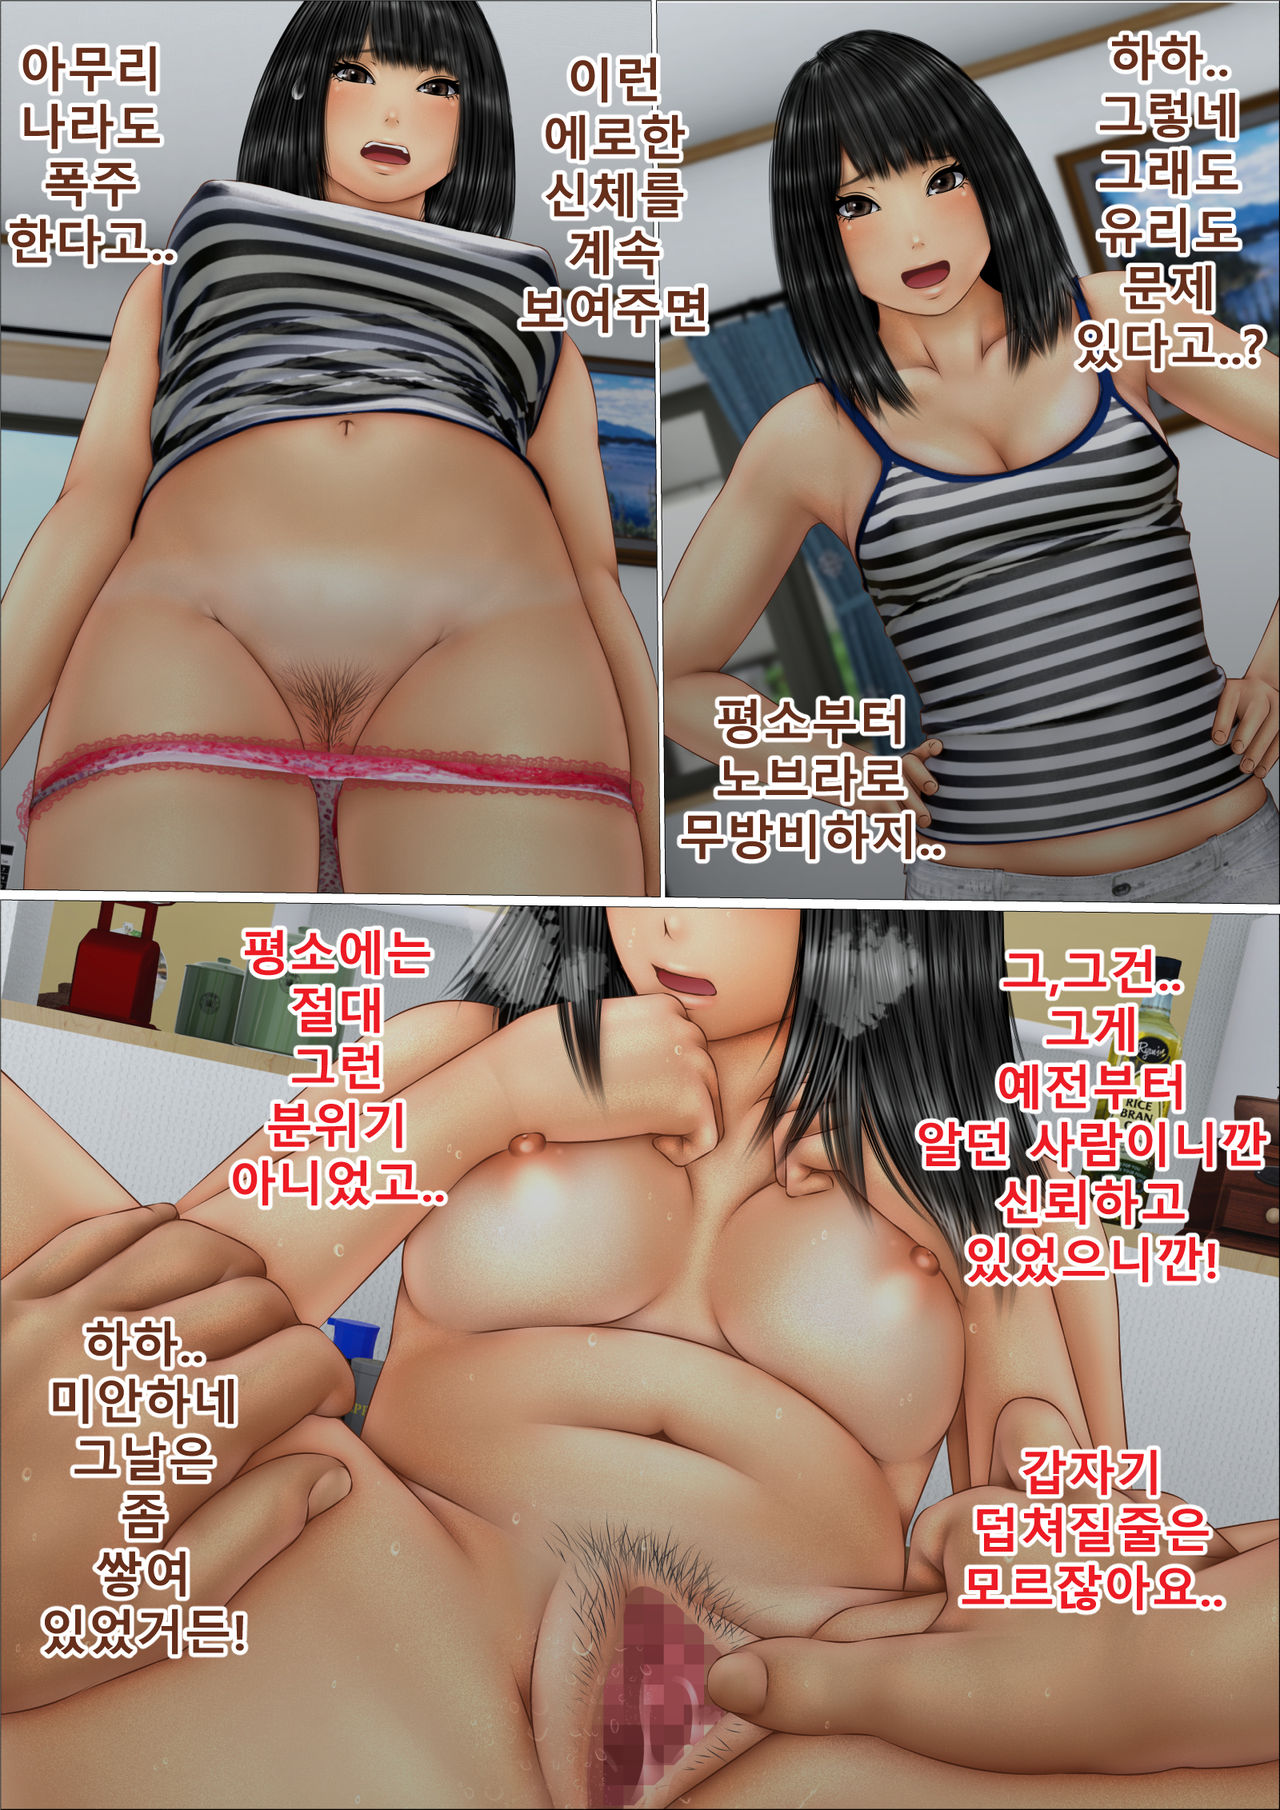 하하..
그렇네
그래도
유리도
문제
있다고..?
평소부터
노브라로
무방비하지..
이런
에로한
신체를
계속
보여주면
아무리
나라도
폭주
한다고..
그,그건..
그게
예전부터
알던 사람이니깐
신뢰하고
있었으니깐!
평소에는
절대
그런
분위기
아니었고..
갑자기
덥쳐질줄은
모르잖아요..
하하..
미안하네
그날은
좀
쌓여
있었거든!
RICE
BRAN